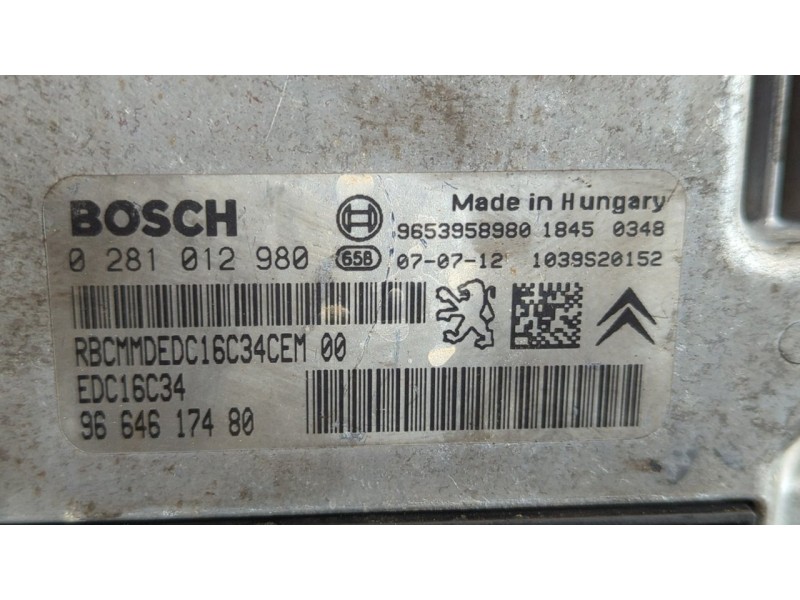 BOSCH
Made in Hungary
9653958980 1845 0348
0 281 012 980 658 07-07-12 1039S20152
RBCMMDEDC16C34CEM 00
EDC16C34
96 646 174 80